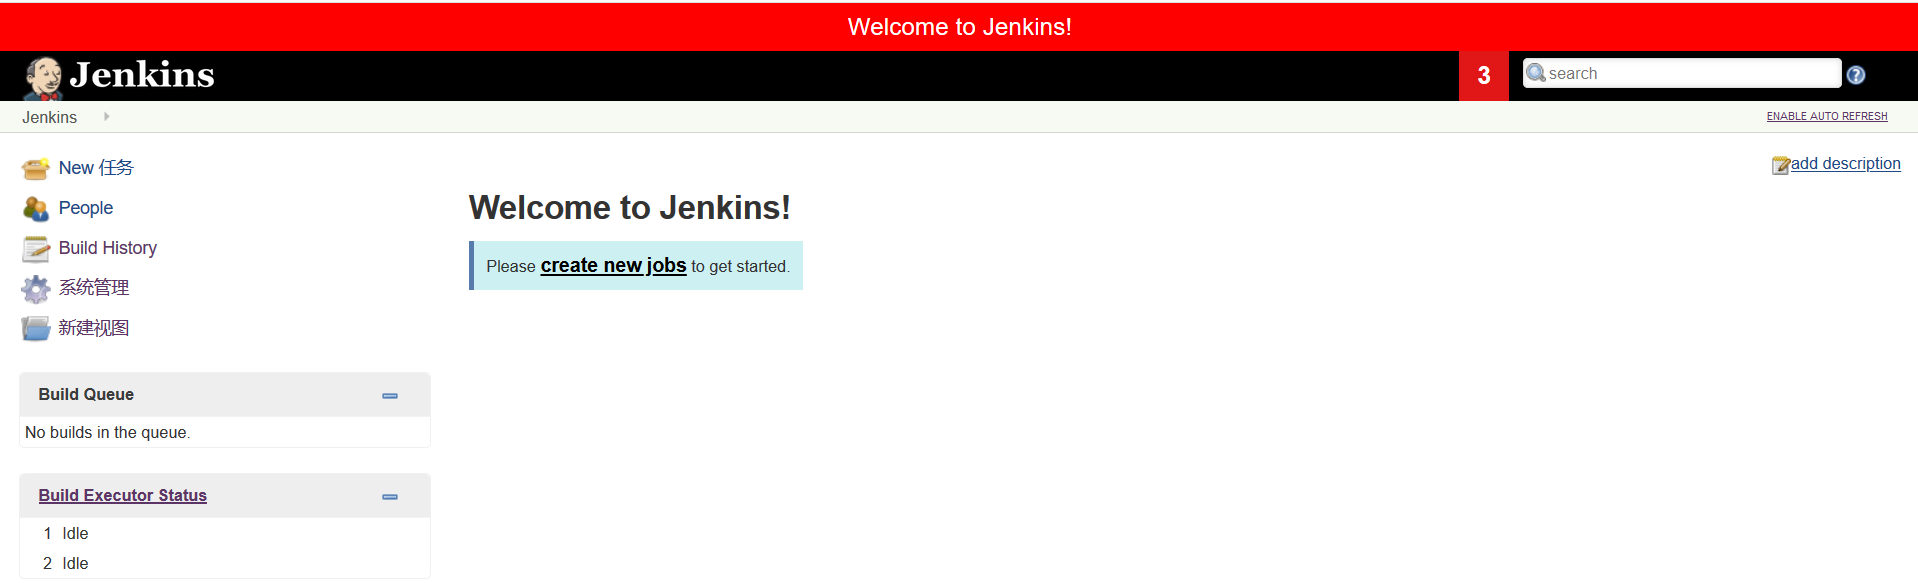 Welcome to Jenkins!
Jenkins
3
search
Jenkins
ENABLE AUTO REFRESH
New 任务
add description
People
Welcome to Jenkins!
Build History
Please create new jobs to get started.
系统管理
新建视图
Build Queue
No builds in the queue.
Build Executor Status
1 Idle
2 Idle